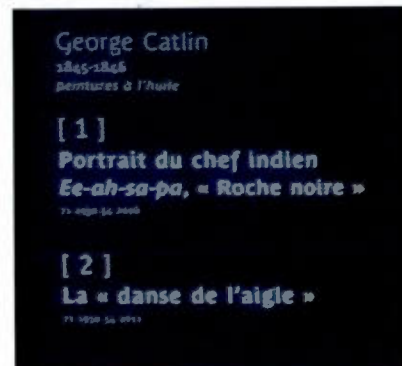 George Catlin
1845-1846
peintures à l'huile
[ 1 ]
Portrait du chef indien
Ee-ah-sa-pa, « Roche noire »
[ 2 ]
La « danse de l'aigle »